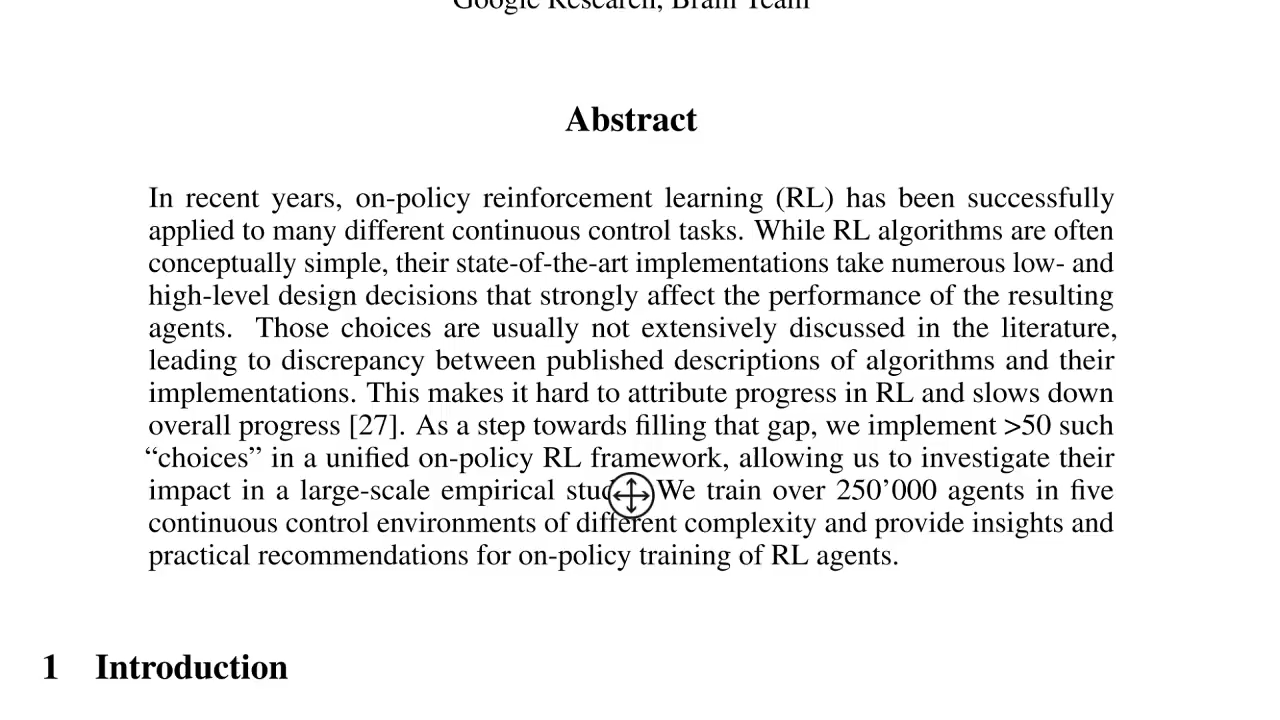 Google Research, Brain Team
Abstract
In recent years, on-policy reinforcement learning (RL) has been successfully
applied to many different continuous control tasks. While RL algorithms are often
conceptually simple, their state-of-the-art implementations take numerous low- and
high-level design decisions that strongly affect the performance of the resulting
agents. Those choices are usually not extensively discussed in the literature,
leading to discrepancy between published descriptions of algorithms and their
implementations. This makes it hard to attribute progress in RL and slows down
overall progress [27]. As a step towards filling that gap, we implement >50 such
“choices” in a unified on-policy RL framework, allowing us to investigate their
impact in a large-scale empirical study. We train over 250’000 agents in five
continuous control environments of different complexity and provide insights and
practical recommendations for on-policy training of RL agents.
1 Introduction